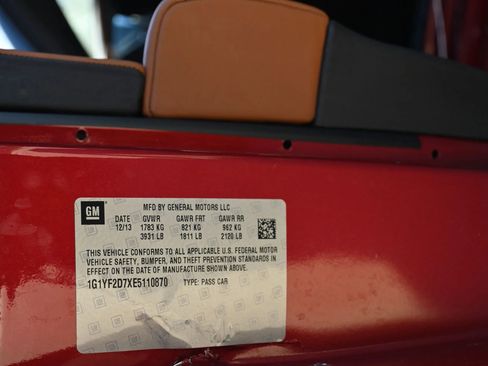 GM
MFD BY GENERAL MOTORS LLC
DATE GVWR GAWR FRT GAWR RR
12/13 1783 KG 821 KG 962 KG
3931 LB 1811 LB 2120 LB
THIS VEHICLE CONFORMS TO ALL APPLICABLE U.S. FEDERAL MOTOR
VEHICLE SAFETY, BUMPER, AND THEFT PREVENTION STANDARDS IN
EFFECT ON THE DATE OF MANUFACTURE SHOWN ABOVE.
1G1YF2D7XE5110870 TYPE: PASS CAR